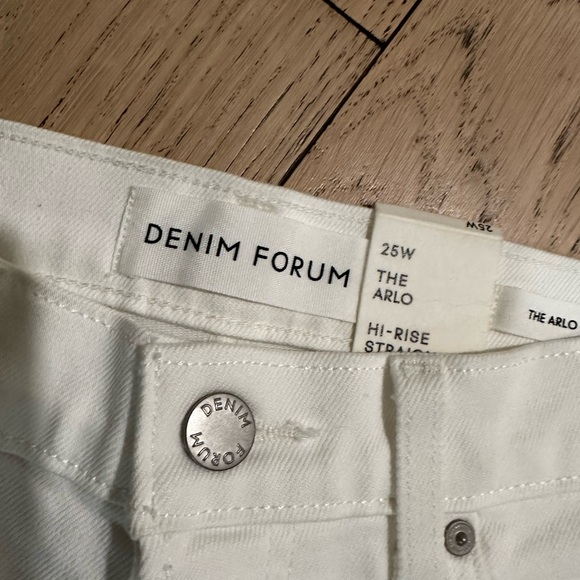 DENIM FORUM
25W
25W
THE
ARLO
HI-RISE
THE ARLO
DENIM
FORUM